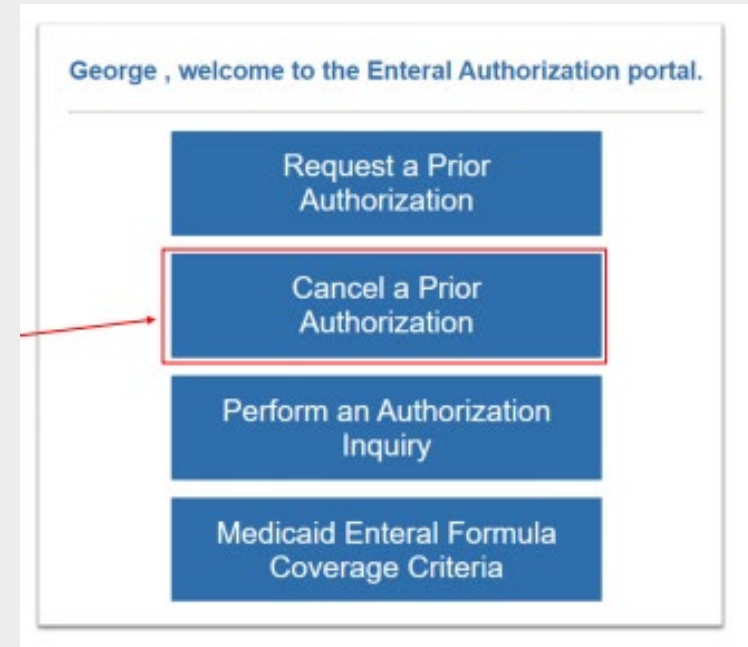 George , welcome to the Enteral Authorization portal.
Request a Prior
Authorization
Cancel a Prior
Authorization
Perform an Authorization
Inquiry
Medicaid Enteral Formula
Coverage Criteria